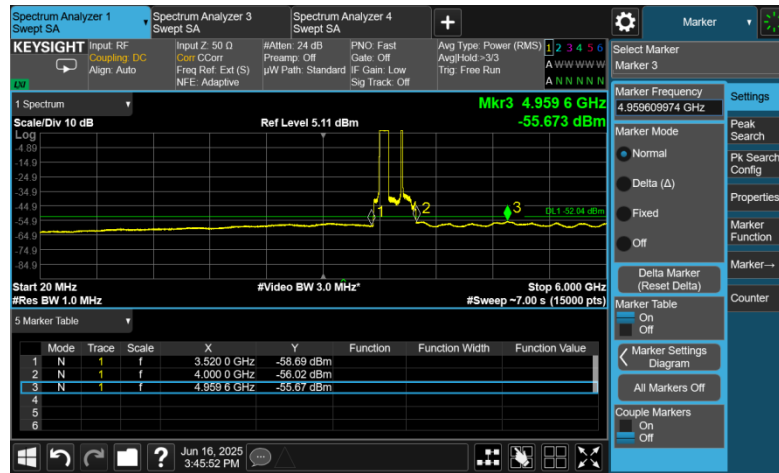 Spectrum Analyzer 1
Swept SA
Spectrum Analyzer 3
Swept SA
Spectrum Analyzer 4
Swept SA
+
Marker
KEYSIGHT
Input: RF
Coupling: DC
Align: Auto
Input Z: 50 Ω
Corr CCorr
Freq Ref: Ext (S)
NFE: Adaptive
#Atten: 24 dB
Preamp: Off
µW Path: Standard
PNO: Fast
Gate: Off
IF Gain: Low
Sig Track: Off
Avg Type: Power (RMS)
Avg|Hold:>3/3
Trig: Free Run
1 2 3 4 5 6
A W W W W W
A N N N N N
LXI
Select Marker
Marker 3
Marker Frequency
4.959609974 GHz
Marker Mode
Normal
Delta (Δ)
Fixed
Off
Delta Marker
(Reset Delta)
Marker Table
On
Off
Marker Settings
Diagram
All Markers Off
Couple Markers
On
Off
Settings
Peak
Search
Pk Search
Config
Properties
Marker
Function
Marker→
Counter
1 Spectrum
Mkr3 4.959 6 GHz
Scale/Div 10 dB
Ref Level 5.11 dBm
-55.673 dBm
Log
-4.89
-14.9
-24.9
-34.9
-44.9
-54.9
-64.9
-74.9
-84.9
1
2
3
DL1 -52.04 dBm
Start 20 MHz
#Video BW 3.0 MHz*
Stop 6.000 GHz
#Res BW 1.0 MHz
#Sweep ~7.00 s (15000 pts)
5 Marker Table
Mode Trace Scale X Y Function Function Width Function Value
1 N 1 f 3.520 0 GHz -58.69 dBm
2 N 1 f 4.000 0 GHz -56.02 dBm
3 N 1 f 4.959 6 GHz -55.67 dBm
4
5
6
?
Jun 16, 2025
3:45:52 PM